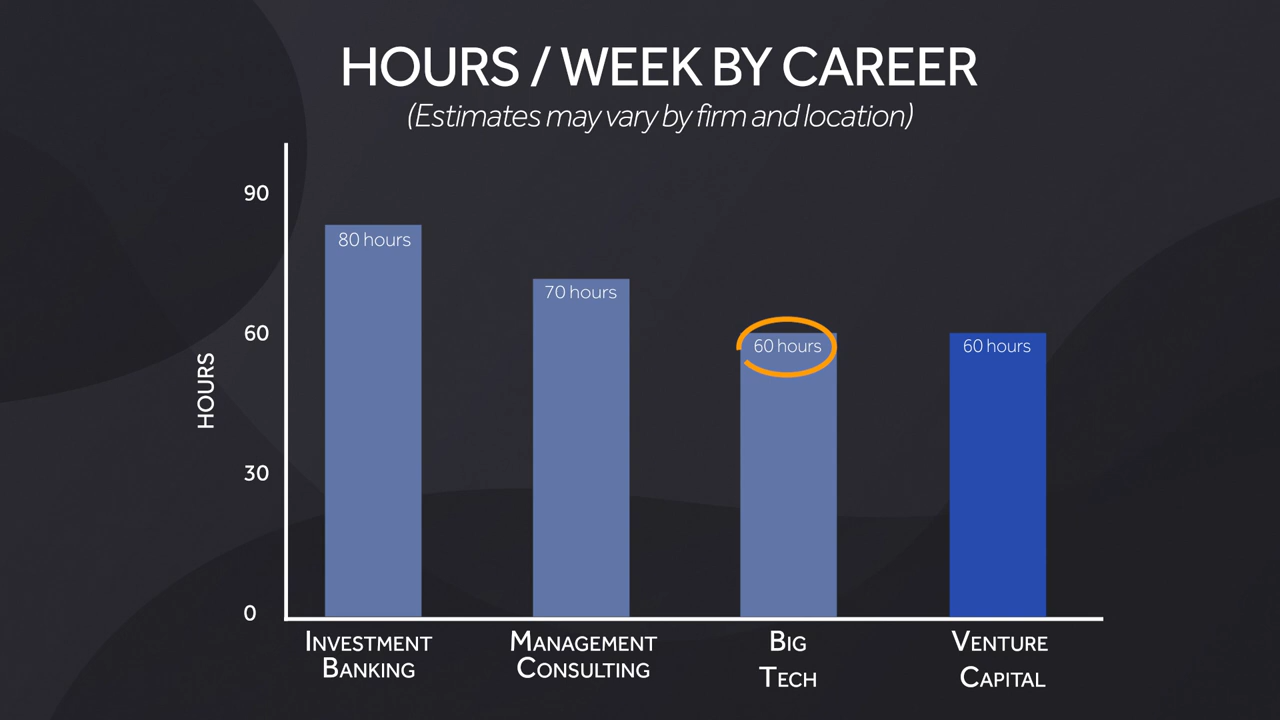 HOURS / WEEK BY CAREER
(Estimates may vary by firm and location)
90
60
30
0
HOURS
80 hours
70 hours
60 hours
60 hours
INVESTMENT
BANKING
MANAGEMENT
CONSULTING
BIG
TECH
VENTURE
CAPITAL